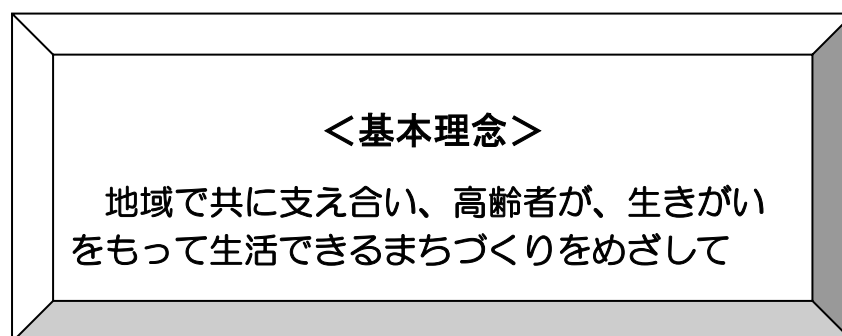 ＜基本理念＞
　地域で共に支え合い、高齢者が、生きがい
をもって生活できるまちづくりをめざして